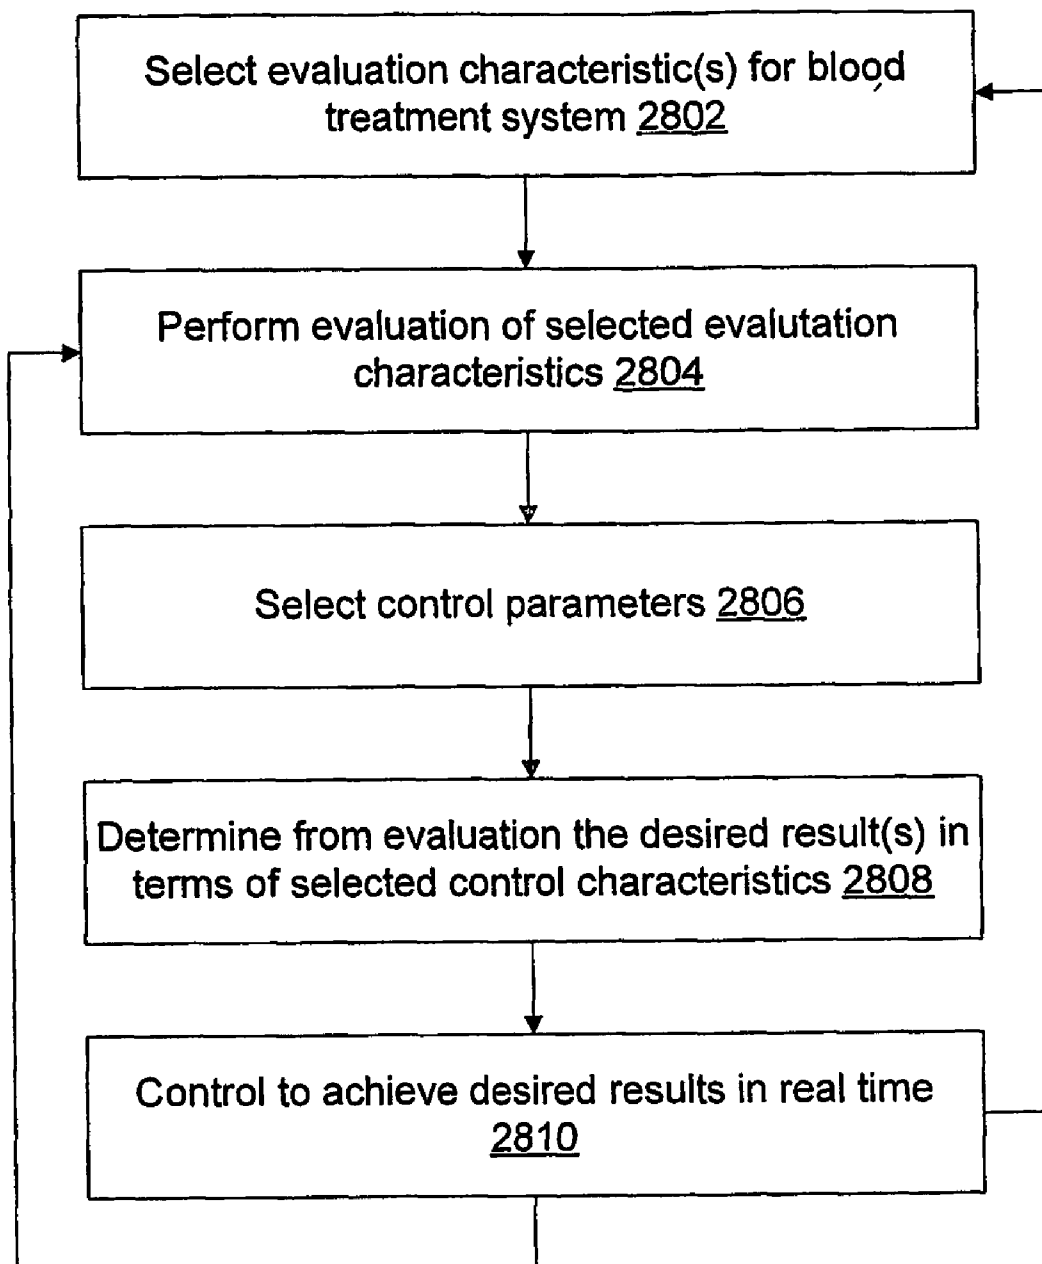 Select evaluation characteristic(s) for blood
treatment system 2802
Perform evaluation of selected evalutation
characteristics 2804
Select control parameters 2806
Determine from evaluation the desired result(s) in
terms of selected control characteristics 2808
Control to achieve desired results in real time
2810